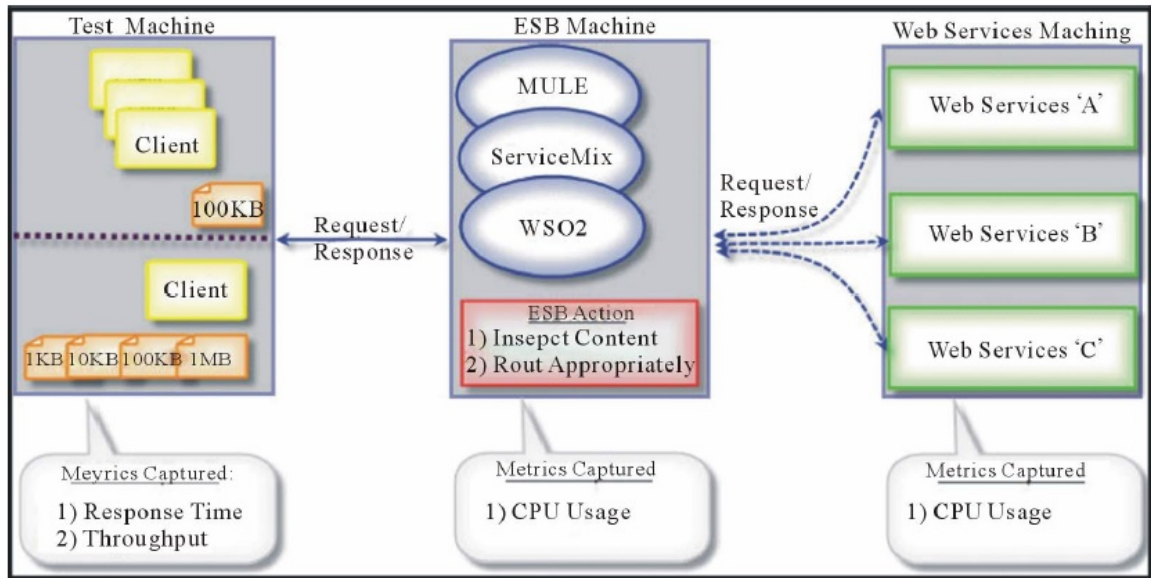 Test Machine
ESB Machine
Web Services Maching
Client
100KB
Client
1KB
10KB
100KB
1MB
Request/
Response
MULE
ServiceMix
WSO2
ESB Action
1) Insepct Content
2) Rout Appropriately
Request/
Response
Web Services ‘A’
Web Services ‘B’
Web Services ‘C’
Meyrics Captured:
1) Response Time
2) Throughput
Metrics Captured
1) CPU Usage
Metrics Captured
1) CPU Usage